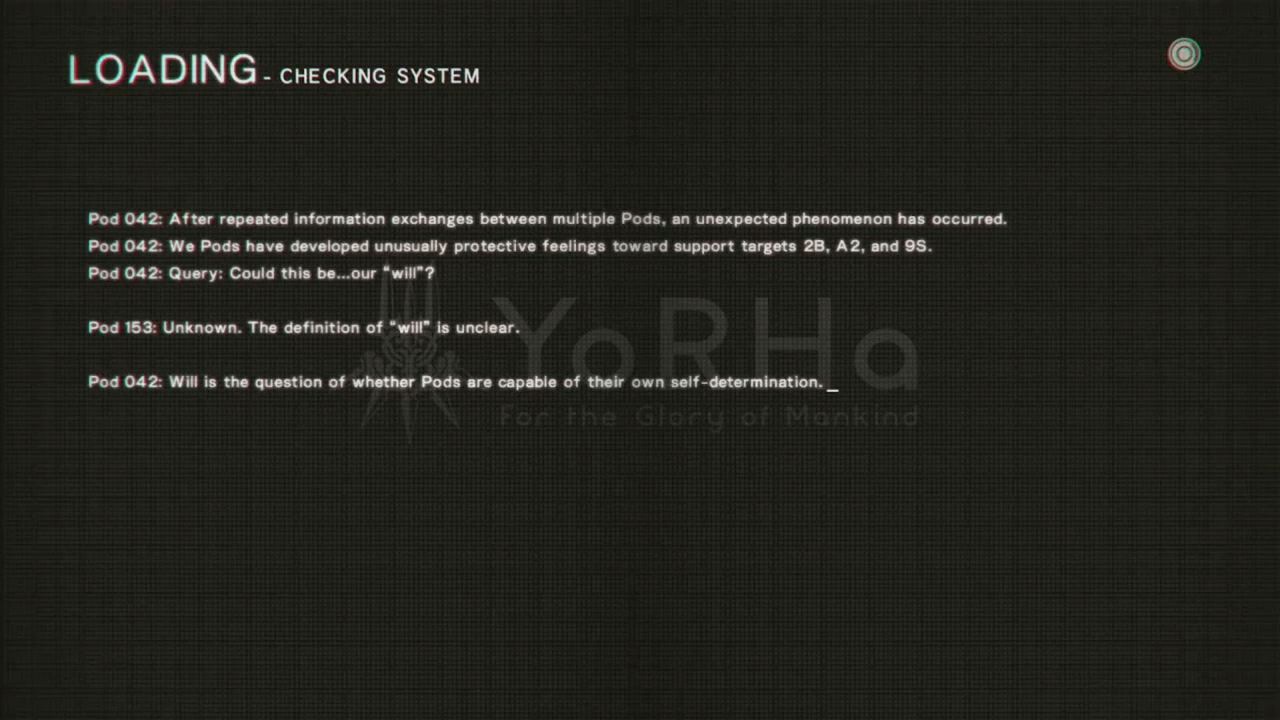 LOADING - CHECKING SYSTEM
Pod 042: After repeated information exchanges between multiple Pods, an unexpected phenomenon has occurred.
Pod 042: We Pods have developed unusually protective feelings toward support targets 2B, A2, and 9S.
Pod 042: Query: Could this be...our “will”?
Pod 153: Unknown. The definition of “will” is unclear.
Pod 042: Will is the question of whether Pods are capable of their own self-determination._
YoRHa
For the Glory of Mankind